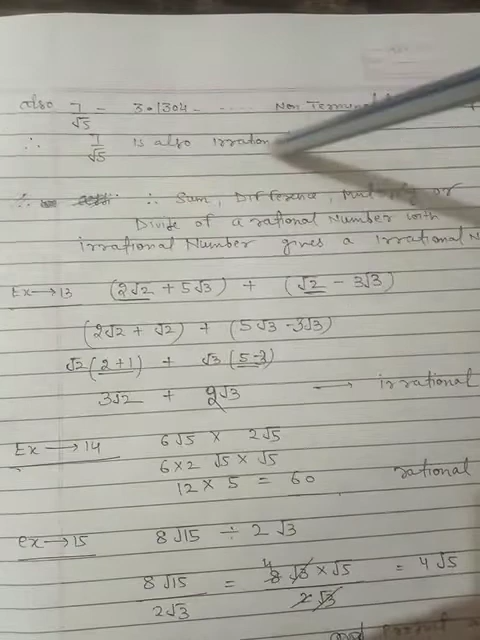 also 7/√5 - 3.1304 - ..... Non Terminal
∴ 7/√5 is also irration
∴ ∴ Sum, Difference, Multiply or
Divide of a rational Number with
irrational Number gives a irrational
Ex → 13 (2√2 + 5√3) + (√2 - 3√3)
(2√2 + √2) + (5√3 - 3√3)
√2 (2+1) + √3 (5-3)
3√2 + 2√3 → irrational
Ex → 14 6√5 × 2√5
6×2 √5 × √5
12 × 5 = 60 rational
ex → 15 8√15 ÷ 2√3
8√15 / 2√3 = 4 8 √3 × √5 / 2√3 = 4√5